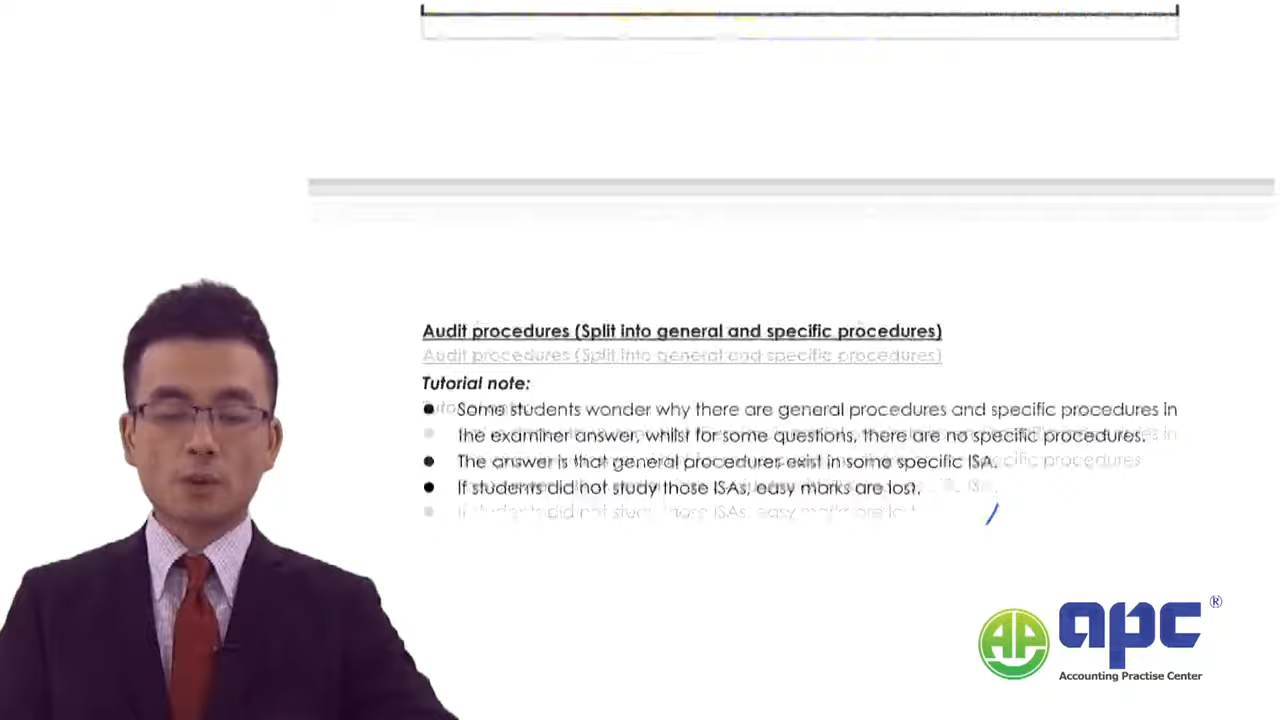 Audit procedures (Split into general and specific procedures)
Tutorial note:
● Some students wonder why there are general procedures and specific procedures in
the examiner answer, whilst for some questions, there are no specific procedures.
● The answer is that general procedures exist in some specific ISA.
● If students did not study those ISAs, easy marks are lost.
apc ®
Accounting Practise Center